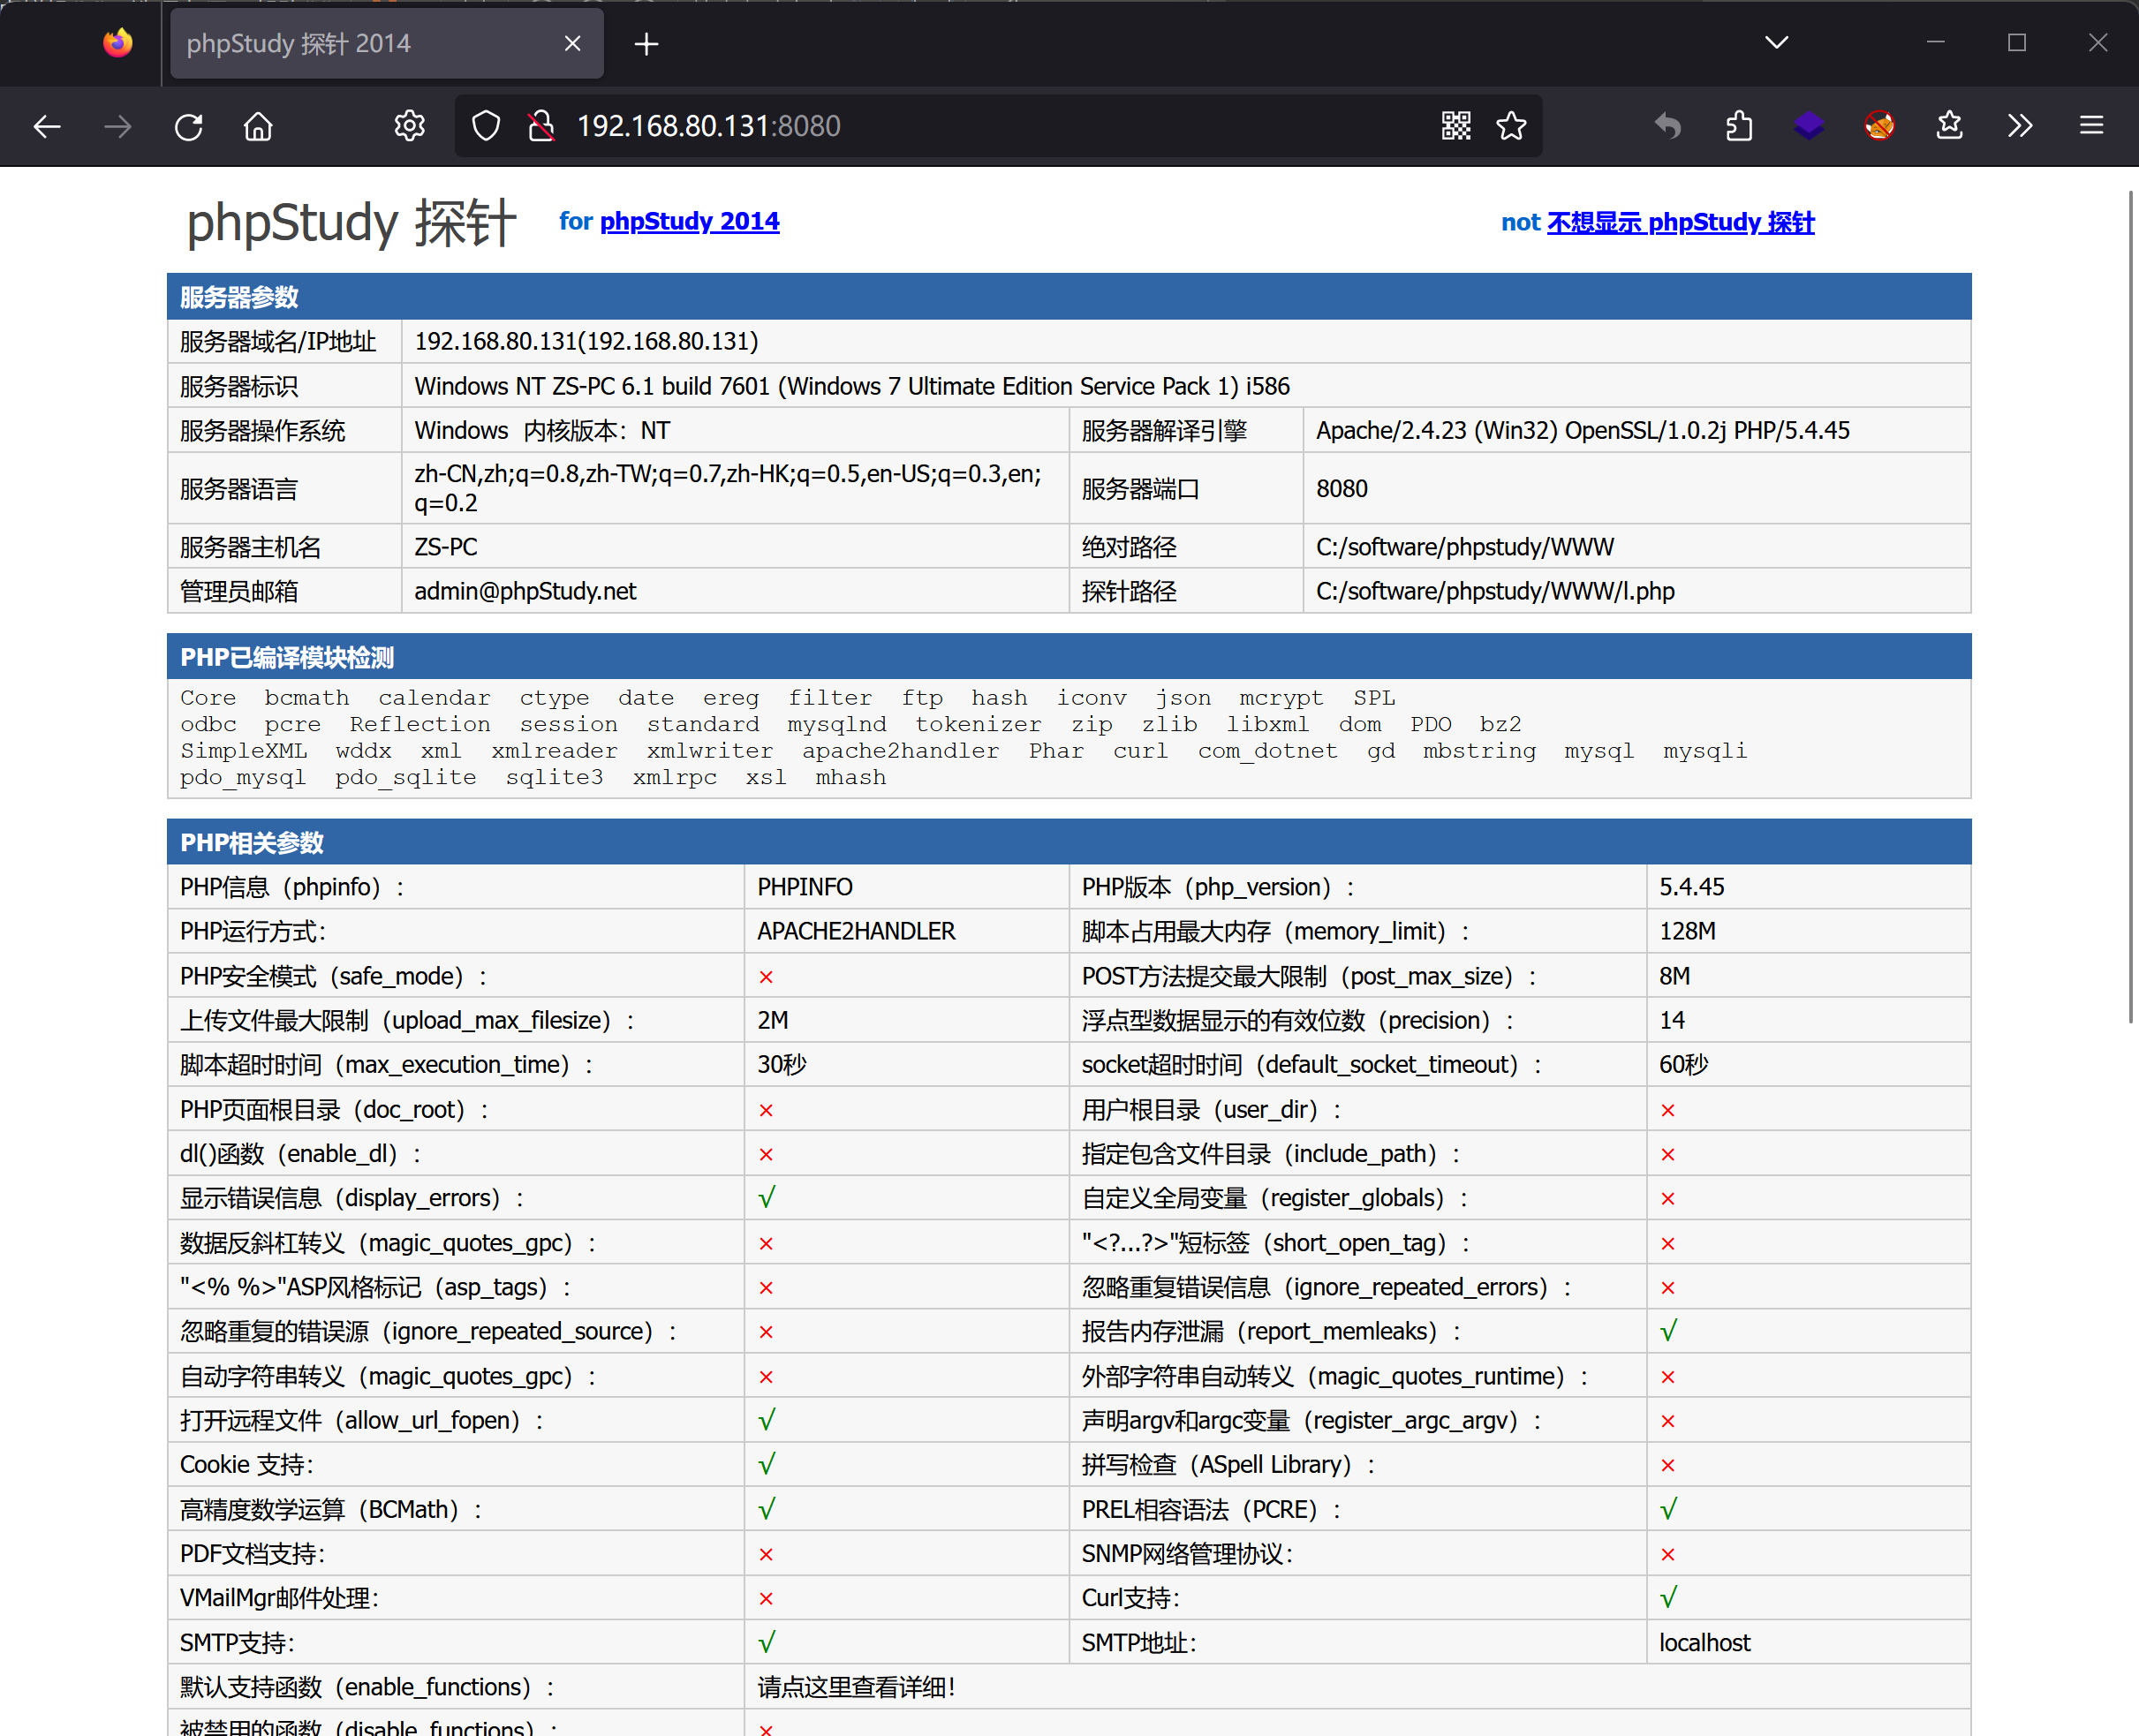 phpStudy 探针 2014
192.168.80.131:8080
phpStudy 探针 for phpStudy 2014 not 不想显示 phpStudy 探针
服务器参数
服务器域名/IP地址 192.168.80.131(192.168.80.131)
服务器标识 Windows NT ZS-PC 6.1 build 7601 (Windows 7 Ultimate Edition Service Pack 1) i586
服务器操作系统 Windows 内核版本：NT 服务器解译引擎 Apache/2.4.23 (Win32) OpenSSL/1.0.2j PHP/5.4.45
服务器语言 zh-CN,zh;q=0.8,zh-TW;q=0.7,zh-HK;q=0.5,en-US;q=0.3,en;
q=0.2 服务器端口 8080
服务器主机名 ZS-PC 绝对路径 C:/software/phpstudy/WWW
管理员邮箱 admin@phpStudy.net 探针路径 C:/software/phpstudy/WWW/l.php
PHP已编译模块检测
Core bcmath calendar ctype date ereg filter ftp hash iconv json mcrypt SPL
odbc pcre Reflection session standard mysqlnd tokenizer zip zlib libxml dom PDO bz2
SimpleXML wddx xml xmlreader xmlwriter apache2handler Phar curl com_dotnet gd mbstring mysql mysqli
pdo_mysql pdo_sqlite sqlite3 xmlrpc xsl mhash
PHP相关参数
PHP信息（phpinfo）： PHPINFO PHP版本（php_version）： 5.4.45
PHP运行方式： APACHE2HANDLER 脚本占用最大内存（memory_limit）： 128M
PHP安全模式（safe_mode）： × POST方法提交最大限制（post_max_size）： 8M
上传文件最大限制（upload_max_filesize）： 2M 浮点型数据显示的有效位数（precision）： 14
脚本超时时间（max_execution_time）： 30秒 socket超时时间（default_socket_timeout）： 60秒
PHP页面根目录（doc_root）： × 用户根目录（user_dir）： ×
dl()函数（enable_dl）： × 指定包含文件目录（include_path）： ×
显示错误信息（display_errors）： √ 自定义全局变量（register_globals）： ×
数据反斜杠转义（magic_quotes_gpc）： × "<?...?>"短标签（short_open_tag）： ×
"<% %>"ASP风格标记（asp_tags）： × 忽略重复错误信息（ignore_repeated_errors）： ×
忽略重复的错误源（ignore_repeated_source）： × 报告内存泄漏（report_memleaks）： √
自动字符串转义（magic_quotes_gpc）： × 外部字符串自动转义（magic_quotes_runtime）： ×
打开远程文件（allow_url_fopen）： √ 声明argv和argc变量（register_argc_argv）： ×
Cookie 支持： √ 拼写检查（ASpell Library）： ×
高精度数学运算（BCMath）： √ PREL相容语法（PCRE）： √
PDF文档支持： × SNMP网络管理协议： ×
VMailMgr邮件处理： × Curl支持： √
SMTP支持： √ SMTP地址： localhost
默认支持函数（enable_functions）： 请点这里查看详细！
被禁用的函数（disable_functions）： ×